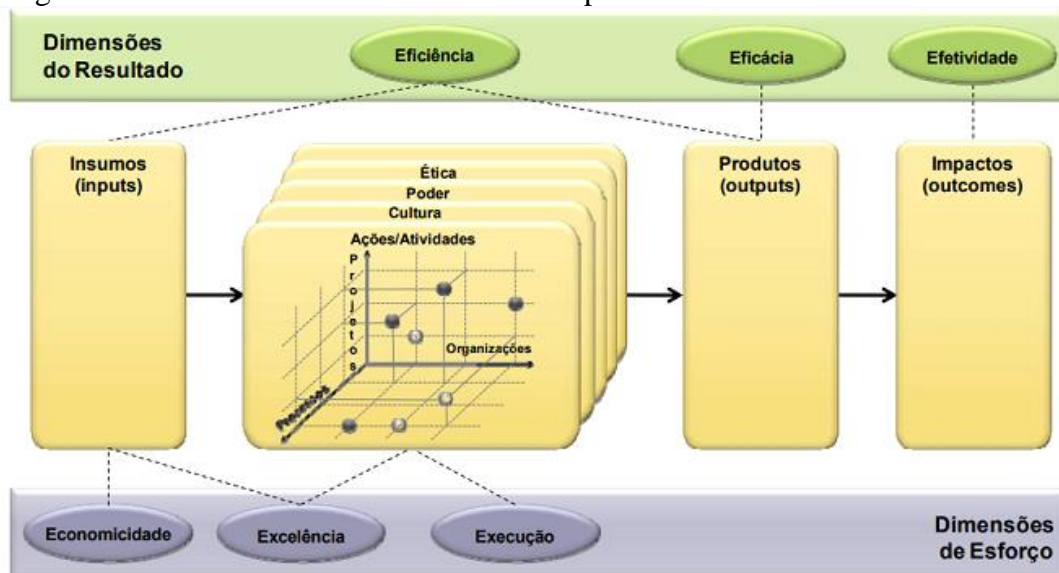 Dimensões
do Resultado
Eficiência
Eficácia
Efetividade
Insumos
(inputs)
Ética
Poder
Cultura
Ações/Atividades
Projetos
Organizações
Processos
Produtos
(outputs)
Impactos
(outcomes)
Economicidade
Excelência
Execução
Dimensões
de Esforço